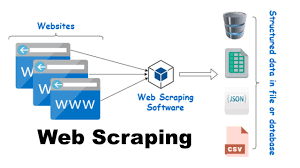 Websites
WWW
Web Scraping
Software
Structured data in file or database
{JSON}
CSV
Web Scraping